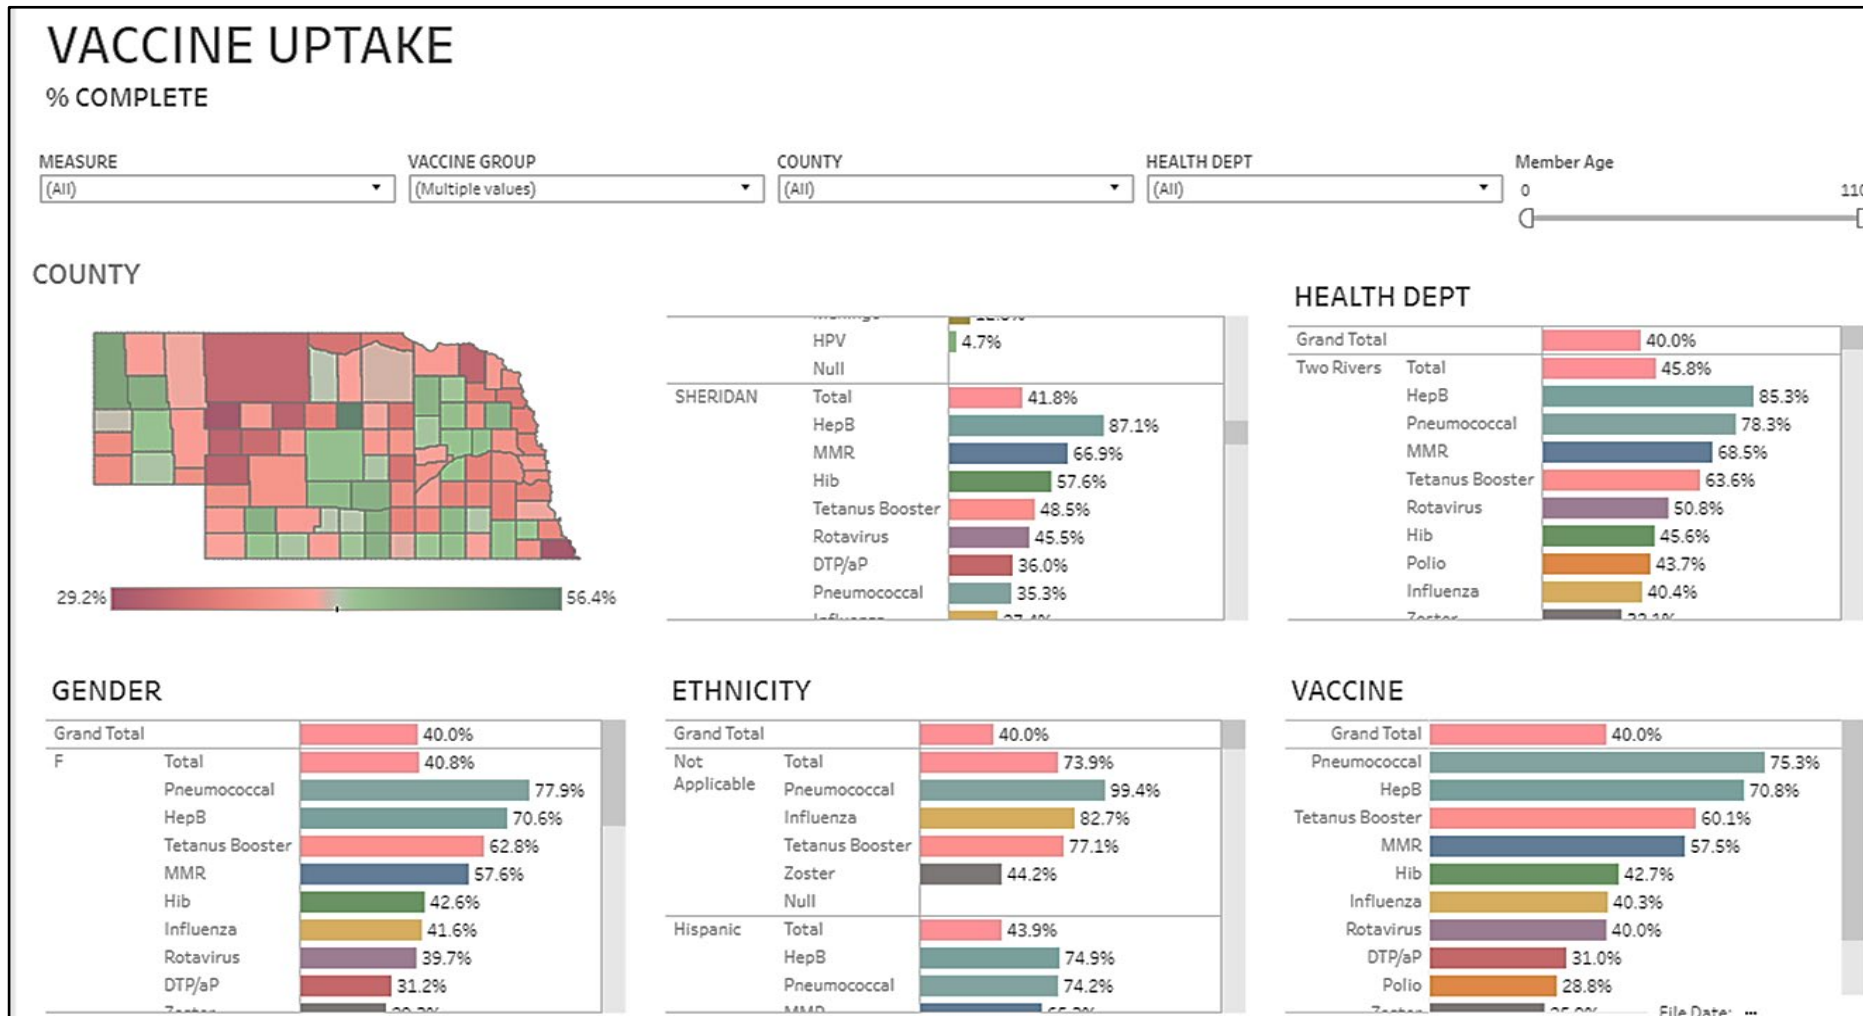 VACCINE UPTAKE
% COMPLETE
MEASURE VACCINE GROUP COUNTY HEALTH DEPT Member Age
(All) (Multiple values) (All) (All) 0
COUNTY
29.2% 56.4%
HPV 4.7%
Null
SHERIDAN Total 41.8%
HepB 87.1%
MMR 66.9%
Hib 57.6%
Tetanus Booster 48.5%
Rotavirus 45.5%
DTP/aP 36.0%
Pneumococcal 35.3%
HEALTH DEPT
Grand Total 40.0%
Two Rivers Total 45.8%
HepB 85.3%
Pneumococcal 78.3%
MMR 68.5%
Tetanus Booster 63.6%
Rotavirus 50.8%
Hib 45.6%
Polio 43.7%
Influenza 40.4%
GENDER
Grand Total 40.0%
F Total 40.8%
Pneumococcal 77.9%
HepB 70.6%
Tetanus Booster 62.8%
MMR 57.6%
Hib 42.6%
Influenza 41.6%
Rotavirus 39.7%
DTP/aP 31.2%
ETHNICITY
Grand Total 40.0%
Not Total 73.9%
Applicable Pneumococcal 99.4%
Influenza 82.7%
Tetanus Booster 77.1%
Zoster 44.2%
Null
Hispanic Total 43.9%
HepB 74.9%
Pneumococcal 74.2%
VACCINE
Grand Total 40.0%
Pneumococcal 75.3%
HepB 70.8%
Tetanus Booster 60.1%
MMR 57.5%
Hib 42.7%
Influenza 40.3%
Rotavirus 40.0%
DTP/aP 31.0%
Polio 28.8%
File Date: ...